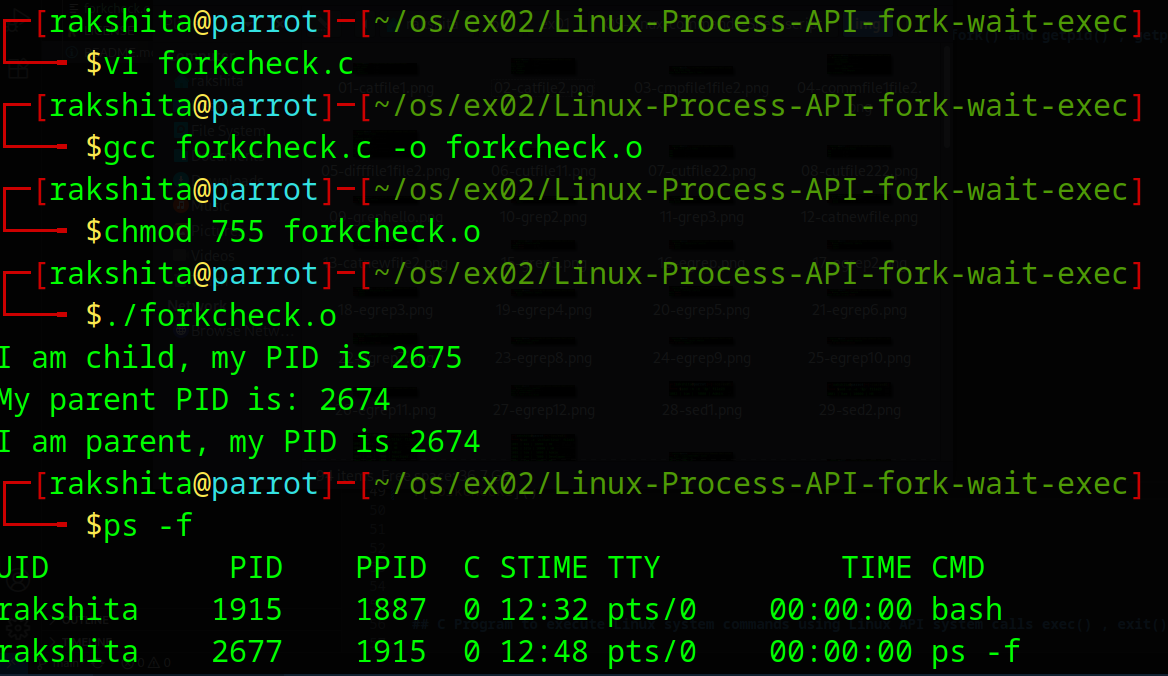 [rakshita@parrot]─[~/os/ex02/Linux-Process-API-fork-wait-exec]
$vi forkcheck.c
[rakshita@parrot]─[~/os/ex02/Linux-Process-API-fork-wait-exec]
$gcc forkcheck.c -o forkcheck.o
[rakshita@parrot]─[~/os/ex02/Linux-Process-API-fork-wait-exec]
$chmod 755 forkcheck.o
[rakshita@parrot]─[~/os/ex02/Linux-Process-API-fork-wait-exec]
$./forkcheck.o
I am child, my PID is 2675
My parent PID is: 2674
I am parent, my PID is 2674
[rakshita@parrot]─[~/os/ex02/Linux-Process-API-fork-wait-exec]
$ps -f
UID PID PPID C STIME TTY TIME CMD
rakshita 1915 1887 0 12:32 pts/0 00:00:00 bash
rakshita 2677 1915 0 12:48 pts/0 00:00:00 ps -f